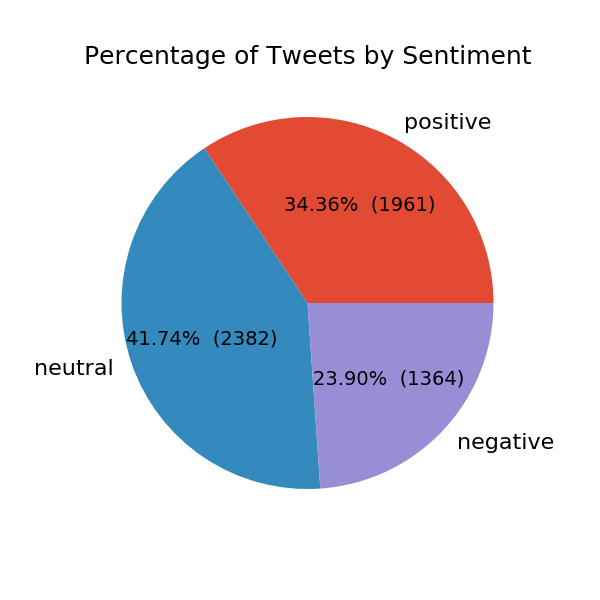 Percentage of Tweets by Sentiment
positive
34.36%  (1961)
41.74%  (2382)
neutral
23.90%  (1364)
negative